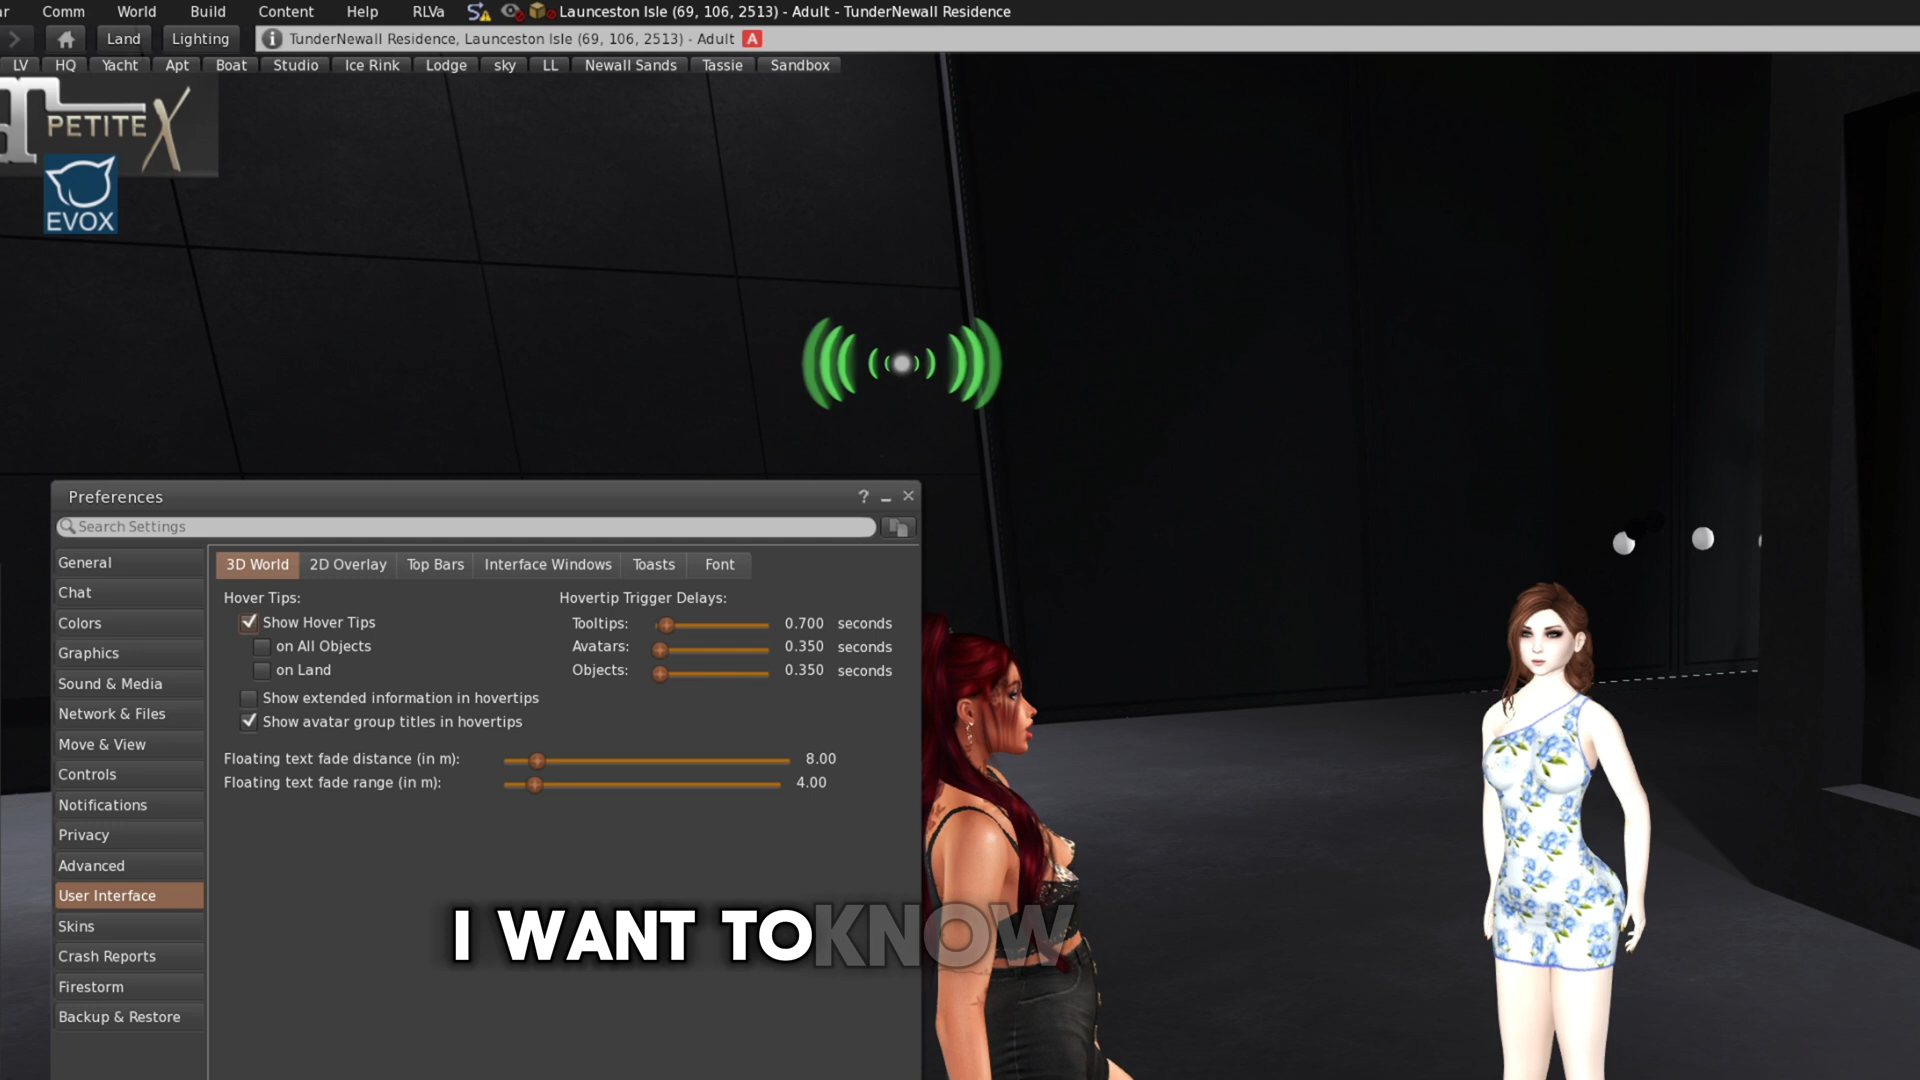 Comm World Build Content Help RLVa Launceston Isle (69, 106, 2513) - Adult - TunderNewall Residence
Land Lighting TunderNewall Residence, Launceston Isle (69, 106, 2513) - Adult A
LV HQ Yacht Apt Boat Studio Ice Rink Lodge sky LL Newall Sands Tassie Sandbox
PETITE X
EVOX
Preferences
Search Settings
General
Chat
Colors
Graphics
Sound & Media
Network & Files
Move & View
Controls
Notifications
Privacy
Advanced
User Interface
Skins
Crash Reports
Firestorm
Backup & Restore
3D World 2D Overlay Top Bars Interface Windows Toasts Font
Hover Tips:
Show Hover Tips
on All Objects
on Land
Show extended information in hovertips
Show avatar group titles in hovertips
Hovertip Trigger Delays:
Tooltips: 0.700 seconds
Avatars: 0.350 seconds
Objects: 0.350 seconds
Floating text fade distance (in m): 8.00
Floating text fade range (in m): 4.00
I WANT TO KNOW